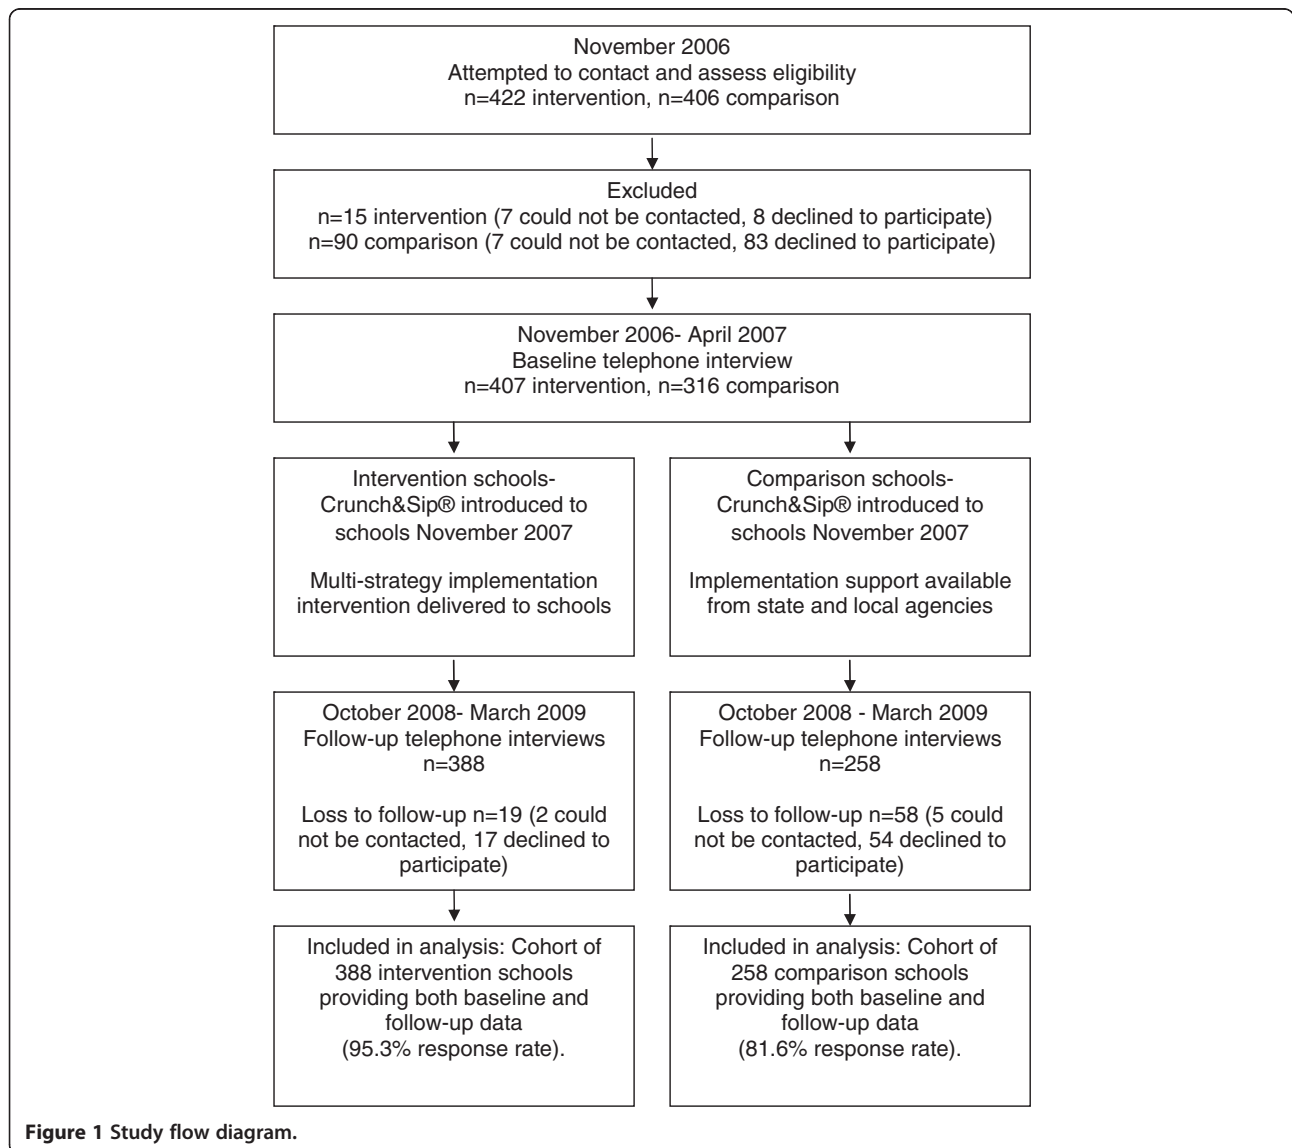 November 2006
Attempted to contact and assess eligibility
n=422 intervention, n=406 comparison
Excluded
n=15 intervention (7 could not be contacted, 8 declined to participate)
n=90 comparison (7 could not be contacted, 83 declined to participate)
November 2006- April 2007
Baseline telephone interview
n=407 intervention, n=316 comparison
Intervention schools-
Crunch&Sip® introduced to
schools November 2007
Multi-strategy implementation
intervention delivered to schools
Comparison schools-
Crunch&Sip® introduced to
schools November 2007
Implementation support available
from state and local agencies
October 2008- March 2009
Follow-up telephone interviews
n=388
Loss to follow-up n=19 (2 could
not be contacted, 17 declined to
participate)
October 2008 - March 2009
Follow-up telephone interviews
n=258
Loss to follow-up n=58 (5 could
not be contacted, 54 declined to
participate)
Included in analysis: Cohort of
388 intervention schools
providing both baseline and
follow-up data
(95.3% response rate).
Included in analysis: Cohort of
258 comparison schools
providing both baseline and
follow-up data
(81.6% response rate).
Figure 1 Study flow diagram.